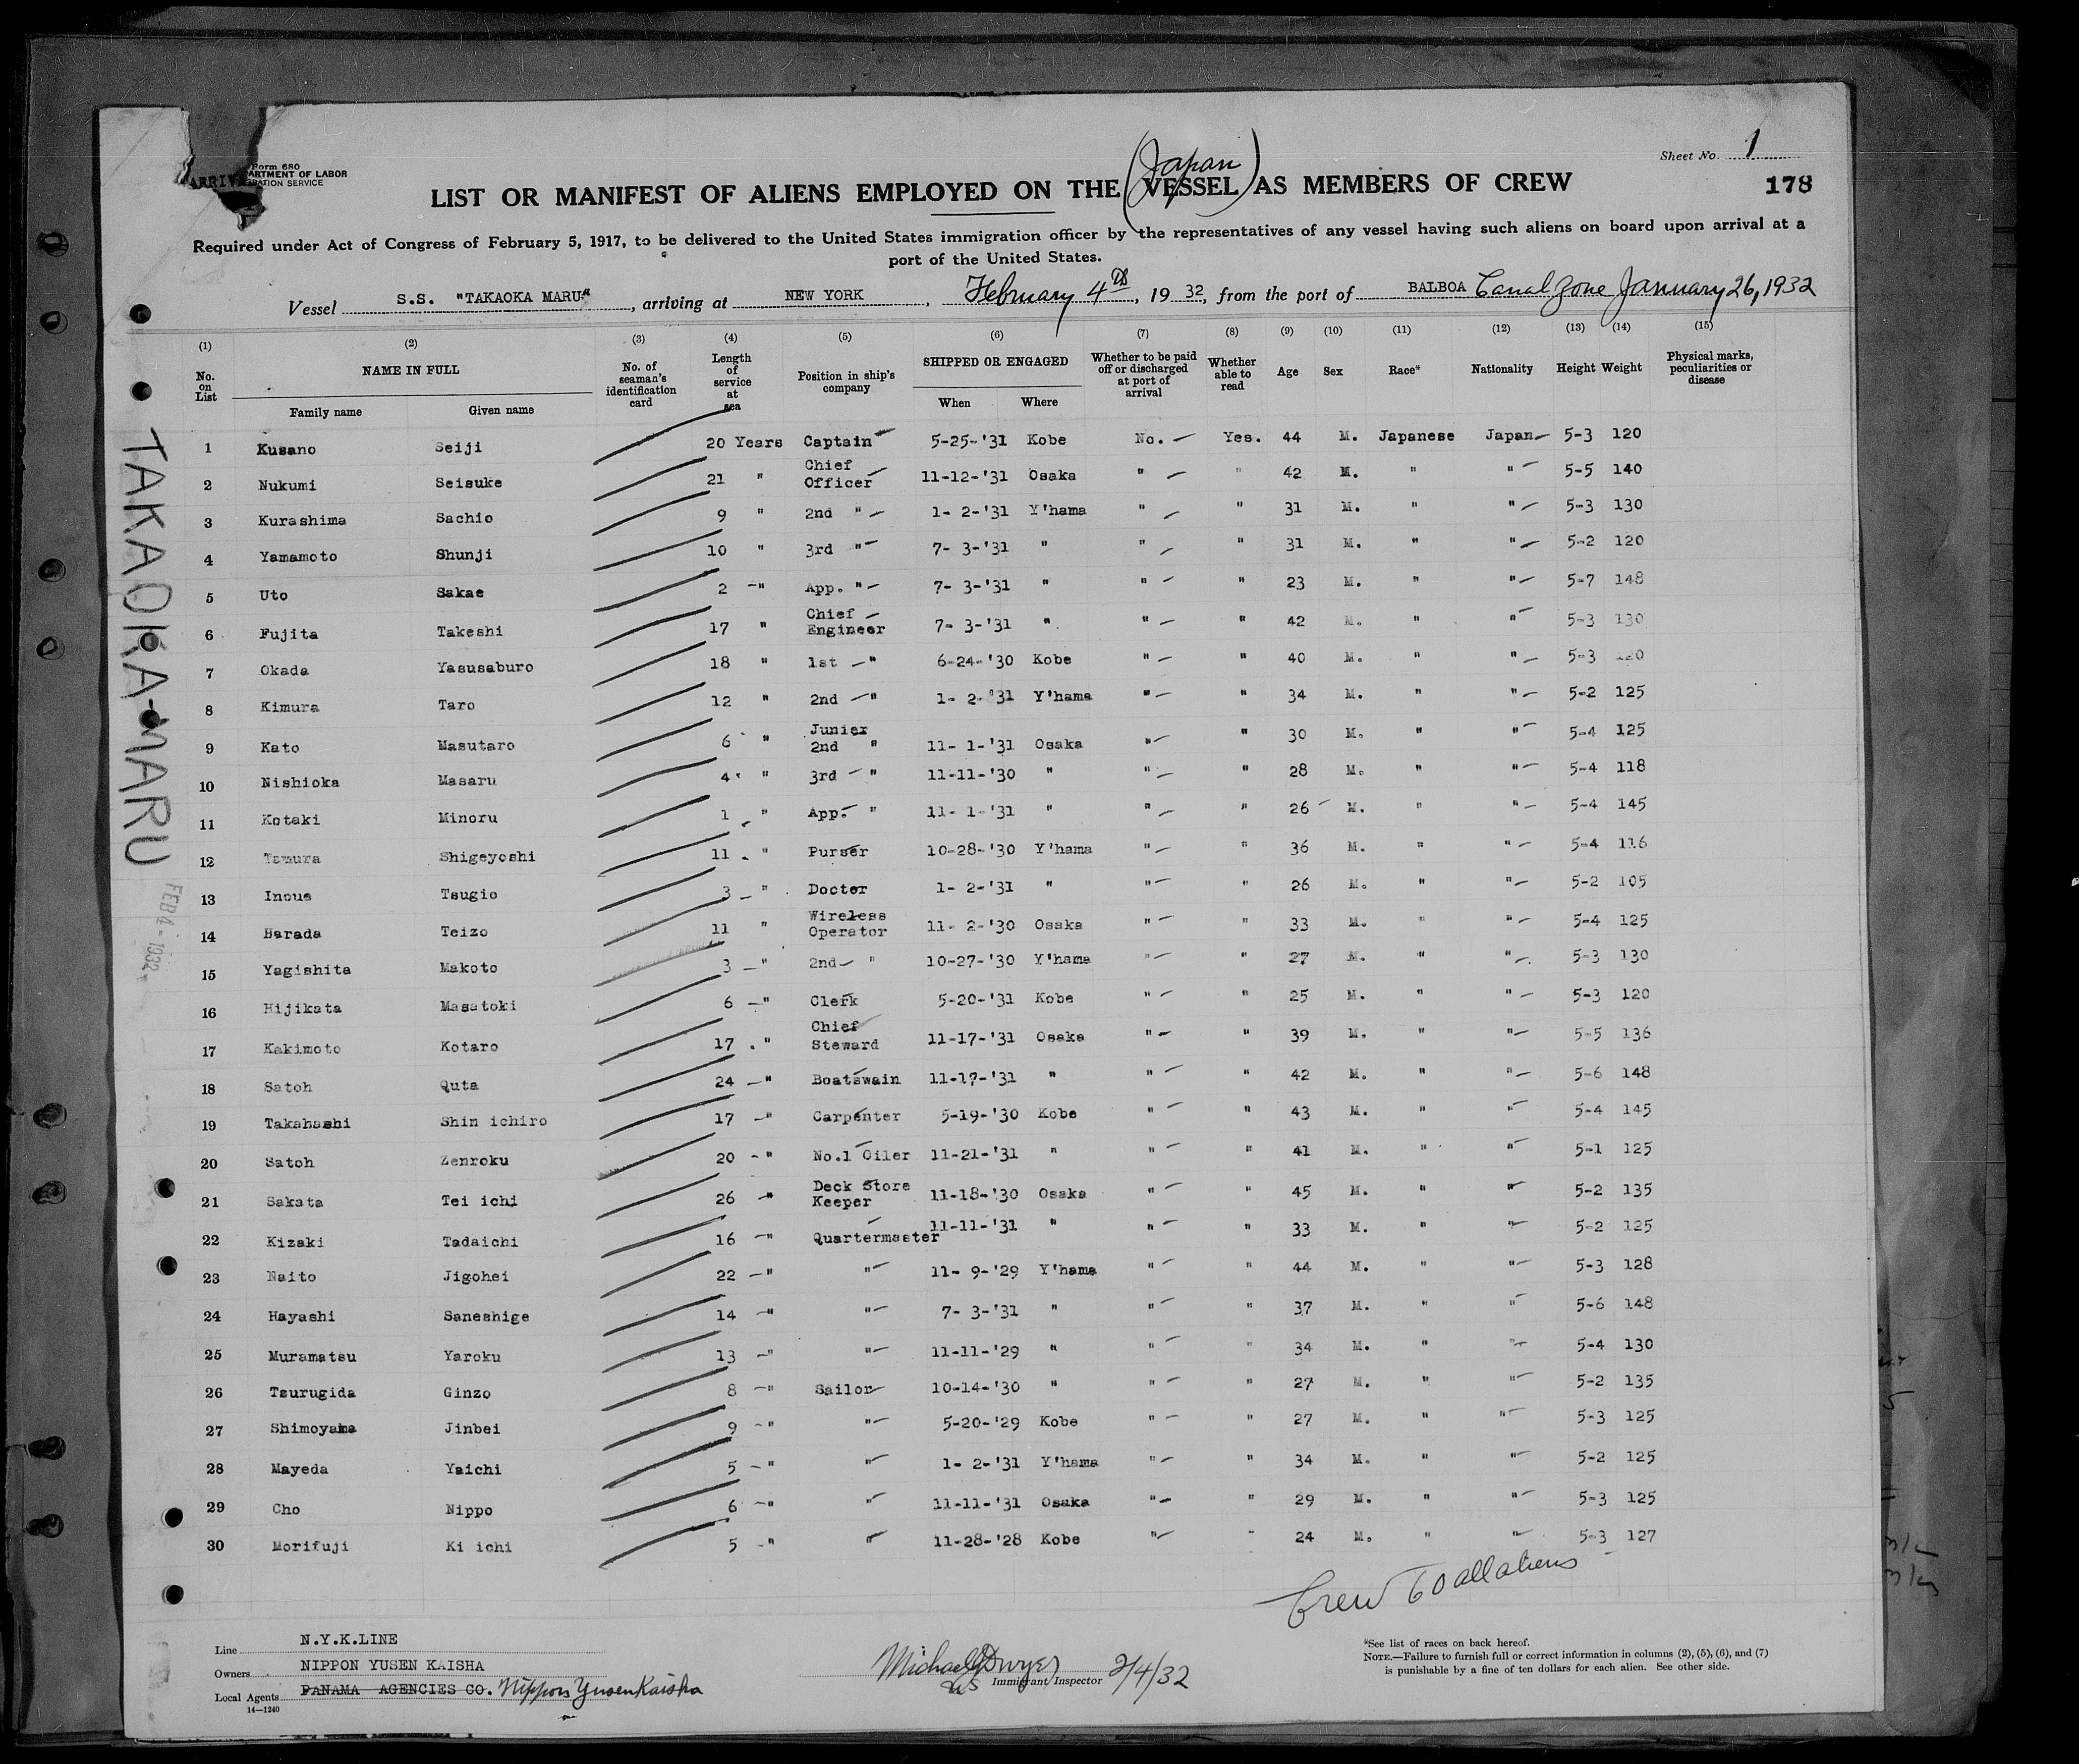 Form 680
ARTMENT OF LABOR
RATION SERVICE
ARRIV
Sheet No. 1
(Japan)
LIST OR MANIFEST OF ALIENS EMPLOYED ON THE VESSEL AS MEMBERS OF CREW
178
Required under Act of Congress of February 5, 1917, to be delivered to the United States immigration officer by the representatives of any vessel having such aliens on board upon arrival at a
port of the United States.
Vessel S.S. "TAKAOKA MARU" , arriving at NEW YORK , February 4th , 19 32, from the port of BALBOA Canal Zone January 26, 1932
(1) (2) (3) (4) (5) (6) (7) (8) (9) (10) (11) (12) (13) (14) (15)
No. on List NAME IN FULL Family name Given name No. of seaman's identification card Length of service at sea Position in ship's company SHIPPED OR ENGAGED When Where Whether to be paid off or discharged at port of arrival Whether able to read Age Sex Race* Nationality Height Weight Physical marks, peculiarities or disease
1 Kusano Seiji 20 Years Captain 5-25-'31 Kobe No. Yes. 44 M. Japanese Japan 5-3 120
2 Nukumi Seisuke 21 " Chief Officer 11-12-'31 Osaka " " 42 M. " " 5-5 140
3 Kurashima Sachio 9 " 2nd " 1- 2-'31 Y'hama " " 31 M. " " 5-3 130
4 Yamamoto Shunji 10 " 3rd " 7- 3-'31 " " " 31 M. " " 5-2 120
5 Uto Sakae 2 " App. " 7- 3-'31 " " " 23 M. " " 5-7 148
6 Fujita Takeshi 17 " Chief Engineer 7- 3-'31 " " " 42 M. " " 5-3 130
7 Okada Yasusaburo 18 " 1st " 6-24-'30 Kobe " " 40 M. " " 5-3 120
8 Kimura Taro 12 " 2nd " 1- 2-'31 Y'hama " " 34 M. " " 5-2 125
9 Kato Masutaro 6 " Junier 2nd " 11- 1-'31 Osaka " " 30 M. " " 5-4 125
10 Nishioka Masaru 4 " 3rd " 11-11-'30 " " " 28 M. " " 5-4 118
11 Kotaki Minoru 1 " App. " 11- 1-'31 " " " 26 M. " " 5-4 145
12 Tamura Shigeyoshi 11 " Purser 10-28-'30 Y'hama " " 36 M. " " 5-4 116
13 Inoue Tsugio 3 " Docter 1- 2-'31 " " " 26 M. " " 5-2 105
14 Harada Teizo 11 " Wireless Operator 11- 2-'30 Osaka " " 33 M. " " 5-4 125
15 Yagishita Makoto 3 " 2nd " 10-27-'30 Y'hama " " 27 M. " " 5-3 130
16 Hijikata Masatoki 6 " Clerk 5-20-'31 Kobe " " 25 M. " " 5-3 120
17 Kakimoto Kotaro 17 " Chief Steward 11-17-'31 Osaka " " 39 M. " " 5-5 136
18 Satoh Quta 24 " Boatswain 11-17-'31 " " " 42 M. " " 5-6 148
19 Takahashi Shin ichiro 17 " Carpenter 5-19-'30 Kobe " " 43 M. " " 5-4 145
20 Satoh Zenroku 20 " No.1 Oiler 11-21-'31 " " " 41 M. " " 5-1 125
21 Sakata Tei ichi 26 " Deck Store Keeper 11-18-'30 Osaka " " 45 M. " " 5-2 135
22 Kizaki Tadaichi 16 " Quartermaster 11-11-'31 " " " 33 M. " " 5-2 125
23 Naito Jigohei 22 " " 11- 9-'29 Y'hama " " 44 M. " " 5-3 128
24 Hayashi Saneshige 14 " " 7- 3-'31 " " " 37 M. " " 5-6 148
25 Muramatsu Yaroku 13 " " 11-11-'29 " " " 34 M. " " 5-4 130
26 Tsurugida Ginzo 8 " Sailor 10-14-'30 " " " 27 M. " " 5-2 135
27 Shimoyama Jinbei 9 " " 5-20-'29 Kobe " " 27 M. " " 5-3 125
28 Mayeda Yaichi 5 " " 1- 2-'31 Y'hama " " 34 M. " " 5-2 125
29 Cho Nippo 6 " " 11-11-'31 Osaka " " 29 M. " " 5-3 125
30 Morifuji Ki ichi 5 " " 11-28-'28 Kobe " " 24 M. " " 5-3 127
TAKAOKA-MARU
FEB 4 - 1932
Crew 60 all aliens
Line N.Y.K.LINE
Owners NIPPON YUSEN KAISHA
Local Agents PANAMA AGENCIES CO. Nippon Yusen Kaisha
14—1240
Michael J Dwyer 2/4/32
US Immigrant Inspector
*See list of races on back hereof.
NOTE.—Failure to furnish full or correct information in columns (2), (5), (6), and (7)
is punishable by a fine of ten dollars for each alien. See other side.